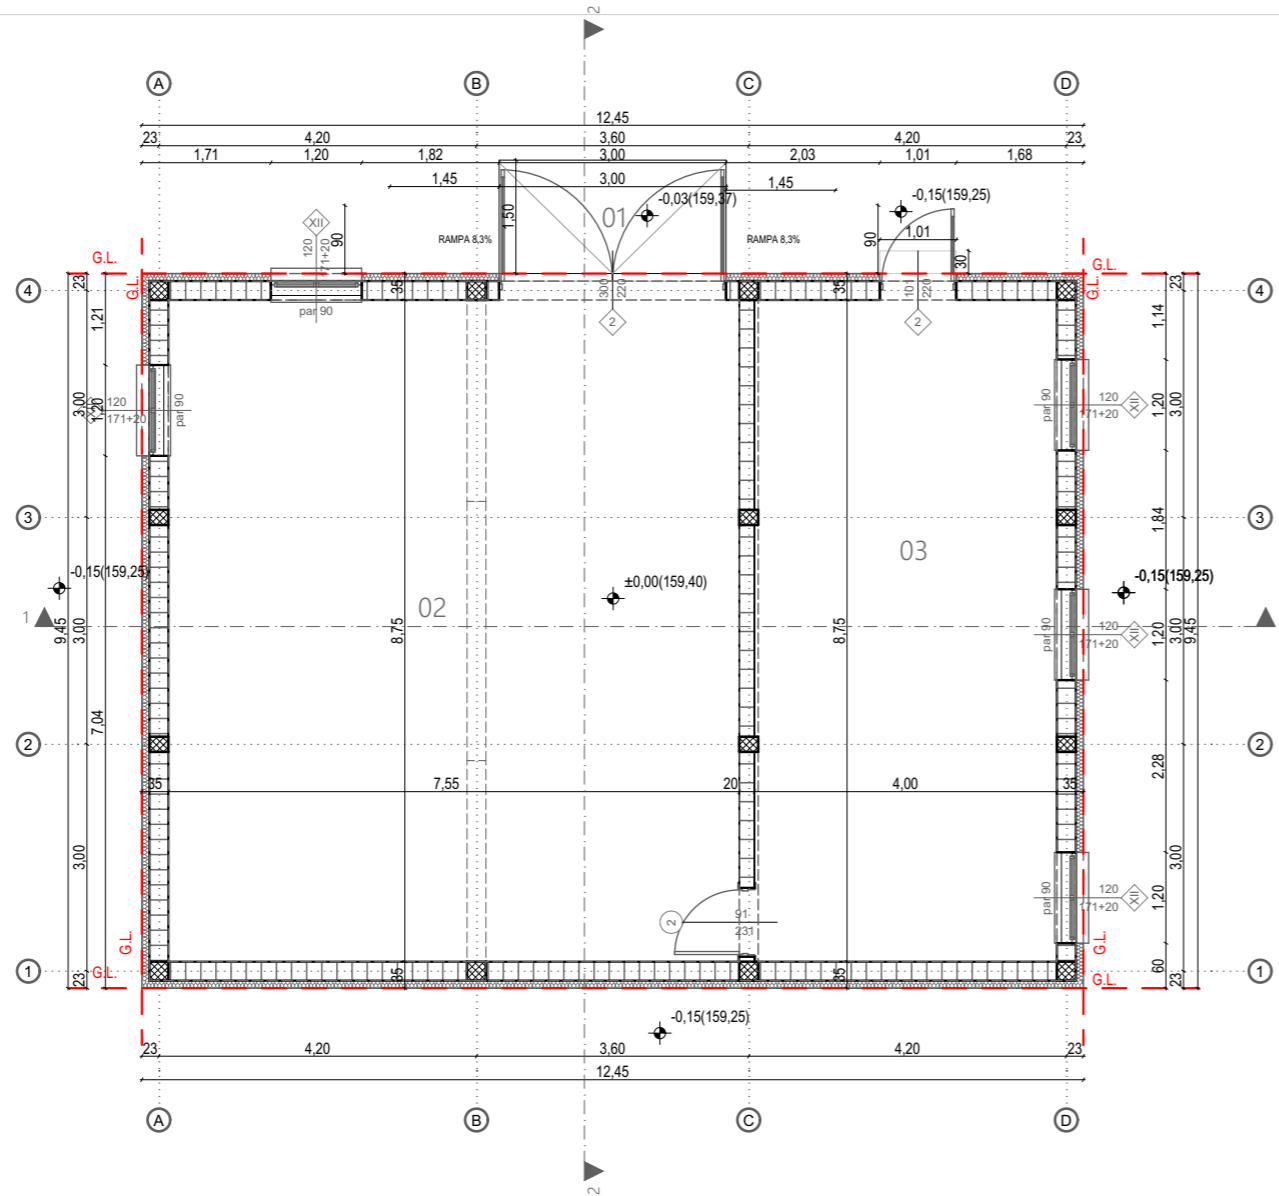 2
A B C D
12,45
23 4,20 3,60 4,20 23
1,71 1,20 1,82 3,00 2,03 1,01 1,68
1,45 3,00 1,45
-0,03(159,37)
-0,15(159,25)
01
1,50
XII
120
171+20
90
RAMPA 8,3%
RAMPA 8,3%
90
1,01
30
G.L.
G.L.
G.L.
G.L.
4
23
35
300
220
35
101
220
23
4
par 90
2
2
1,21
1,14
3,00
1,20
120
171+20
par 90
par 90
120
171+20
XII
1,20
3,00
3
1,84
3
03
-0,15(159,25)
±0,00(159,40)
-0,15(159,25)
02
1
9,45
3,00
8,75
8,75
par 90
120
171+20
XII
1,20
3,00
9,45
7,04
2
2
2,28
35 7,55 20 4,00 35
3,00
3,00
par 90
120
171+20
XII
1,20
2
91
231
G.L.
G.L.
G.L.
G.L.
1
23
35
35
60
23
1
-0,15(159,25)
23 4,20 3,60 4,20 23
12,45
A B C D
2